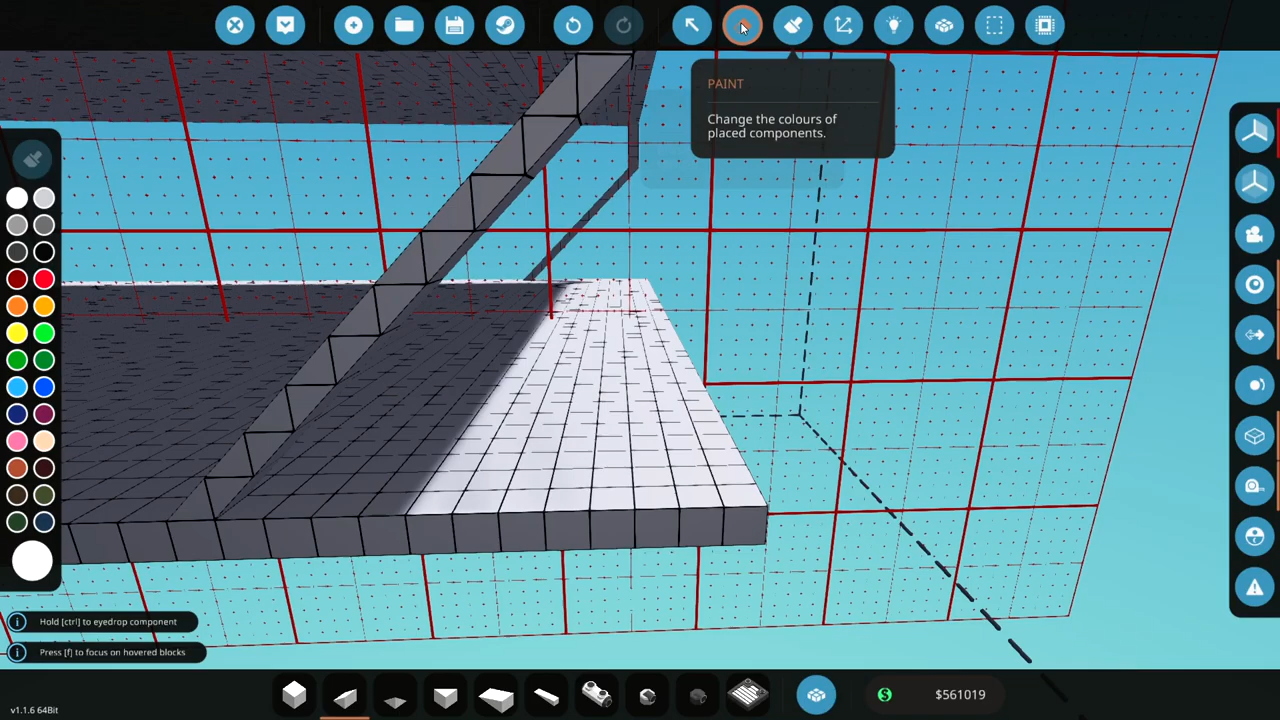 PAINT
Change the colours of
placed components.
Hold [ctrl] to eyedrop component
Press [f] to focus on hovered blocks
$561019
v1.1.6 64Bit